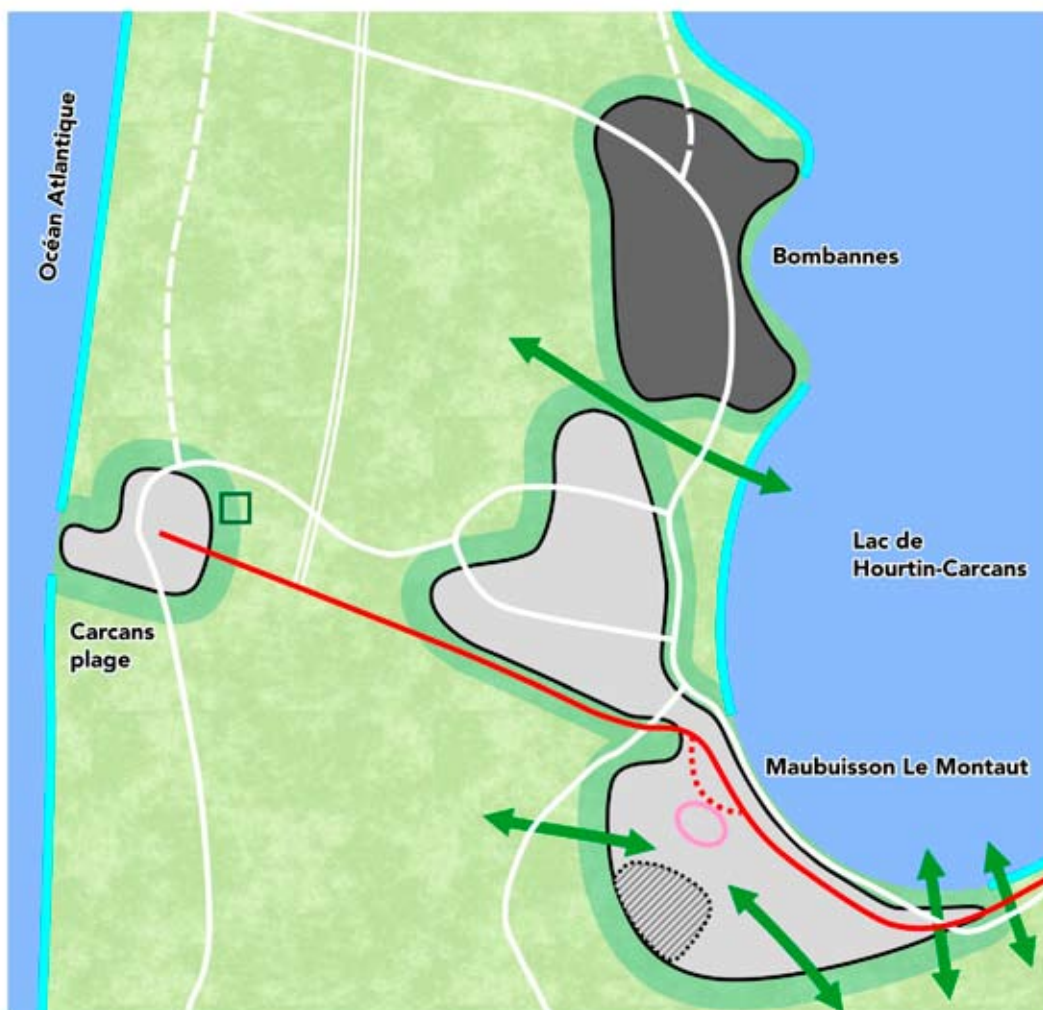 Océan Atlantique
Bombannes
Lac de
Hourtin-Carcans
Carcans
plage
Maubuisson Le Montaut